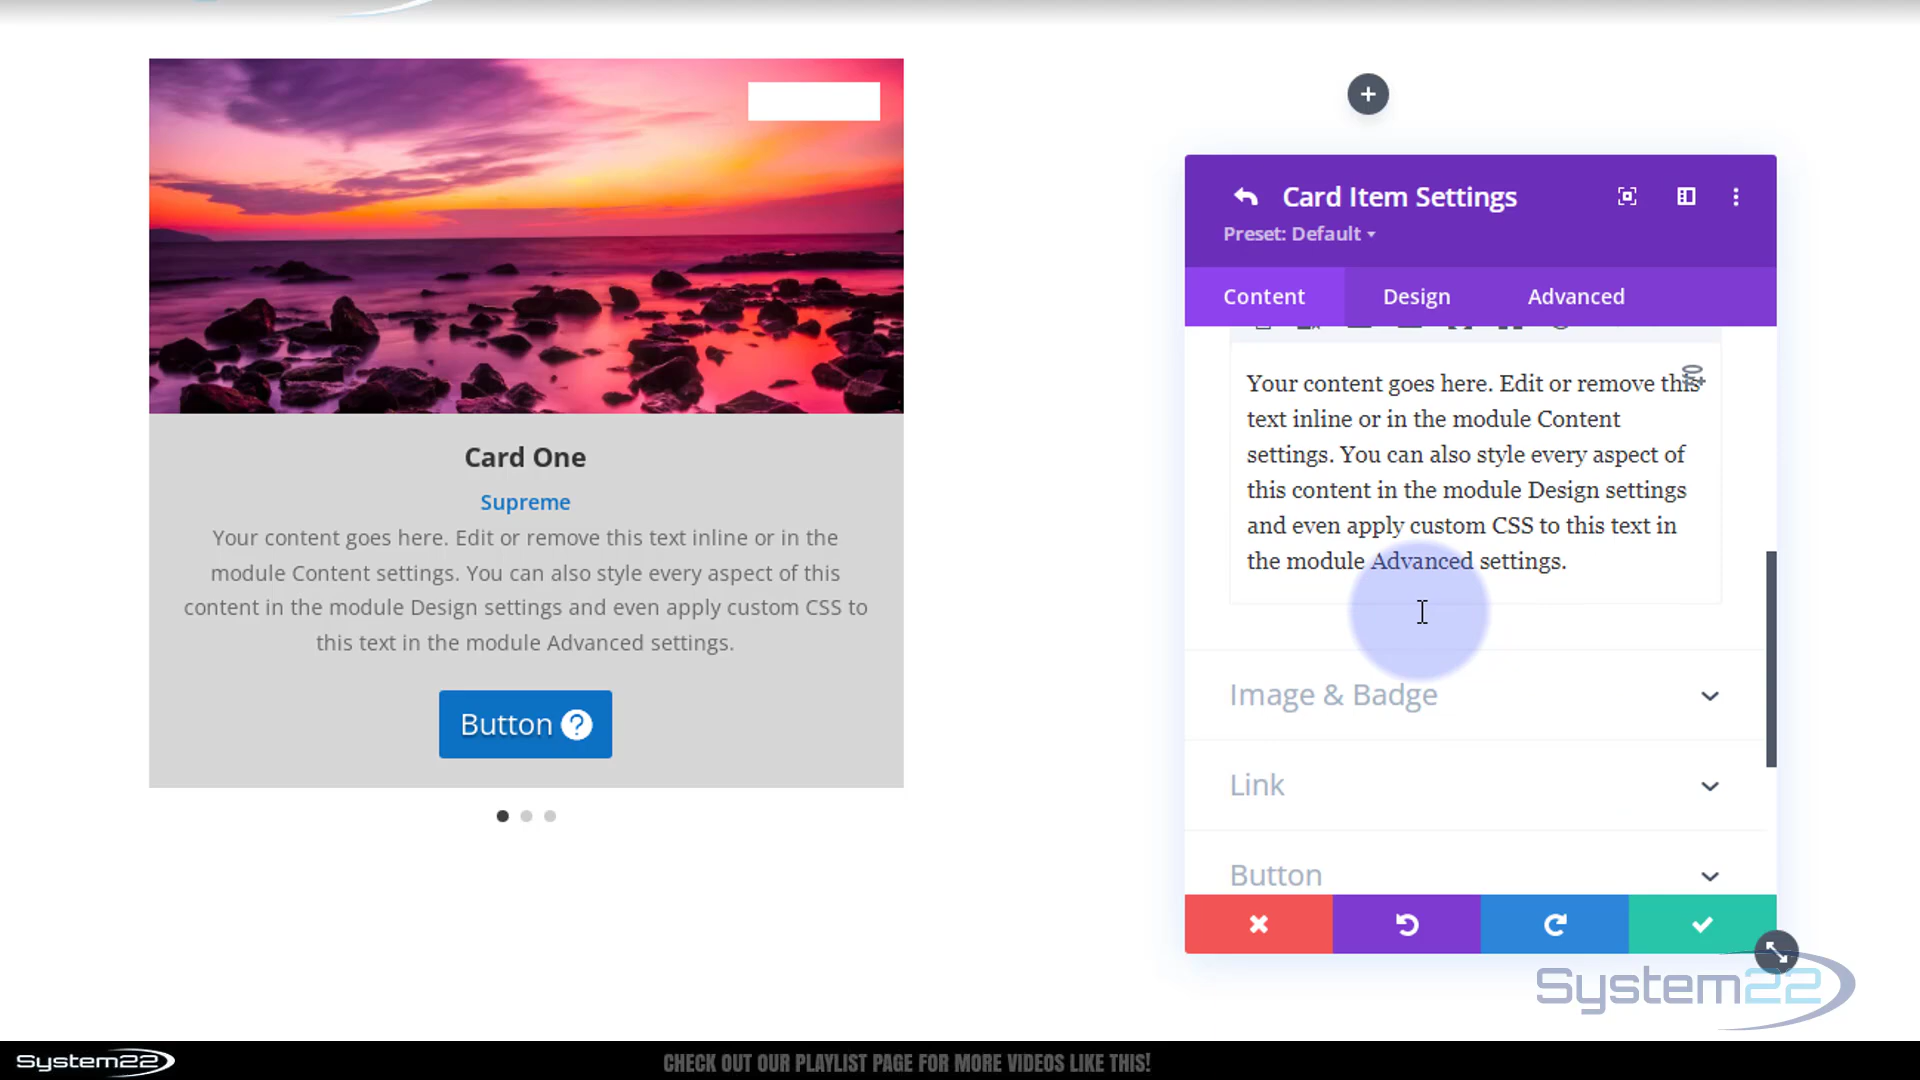 Card Item Settings
Preset: Default
Content
Design
Advanced
Your content goes here. Edit or remove this
text inline or in the module Content
settings. You can also style every aspect of
this content in the module Design settings
and even apply custom CSS to this text in
the module Advanced settings.
Image & Badge
Link
Button
Card One
Supreme
Your content goes here. Edit or remove this text inline or in the
module Content settings. You can also style every aspect of this
content in the module Design settings and even apply custom CSS to
this text in the module Advanced settings.
Button
System22
System22
CHECK OUT OUR PLAYLIST PAGE FOR MORE VIDEOS LIKE THIS!